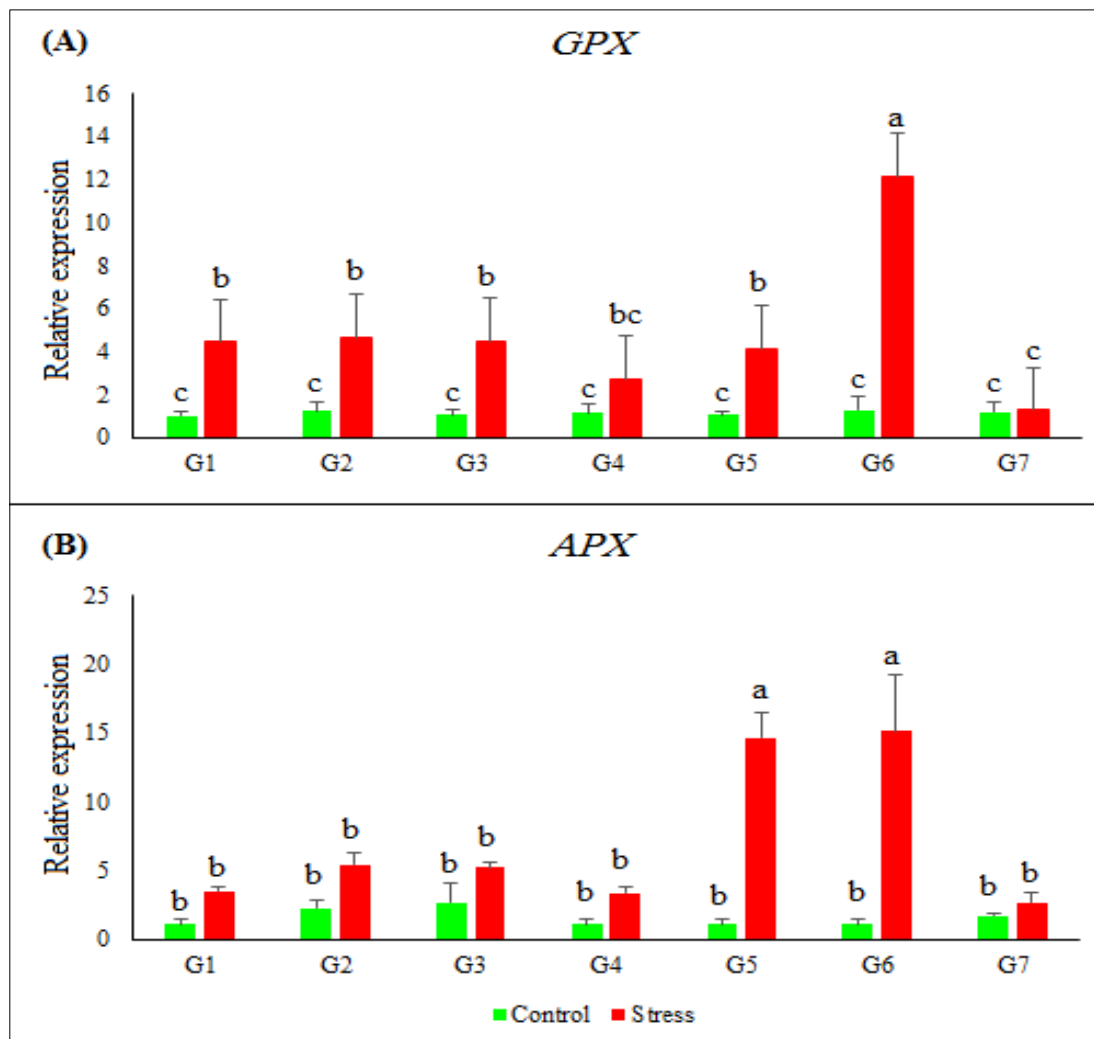 (A) GPX
16
14
12
10
8
6
4
2
0
Relative expression
c b c b c b c bc c b c a c c
G1 G2 G3 G4 G5 G6 G7
(B) APX
25
20
15
10
5
0
Relative expression
b b b b b b b b b a b a b b
G1 G2 G3 G4 G5 G6 G7
Control Stress